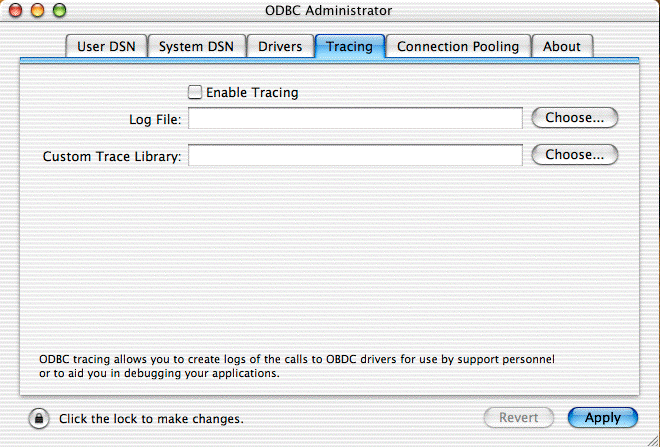 ODBC Administrator
User DSN System DSN Drivers Tracing Connection Pooling About
Enable Tracing
Log File: Choose...
Custom Trace Library: Choose...
ODBC tracing allows you to create logs of the calls to OBDC drivers for use by support personnel
or to aid you in debugging your applications.
Click the lock to make changes. Revert Apply